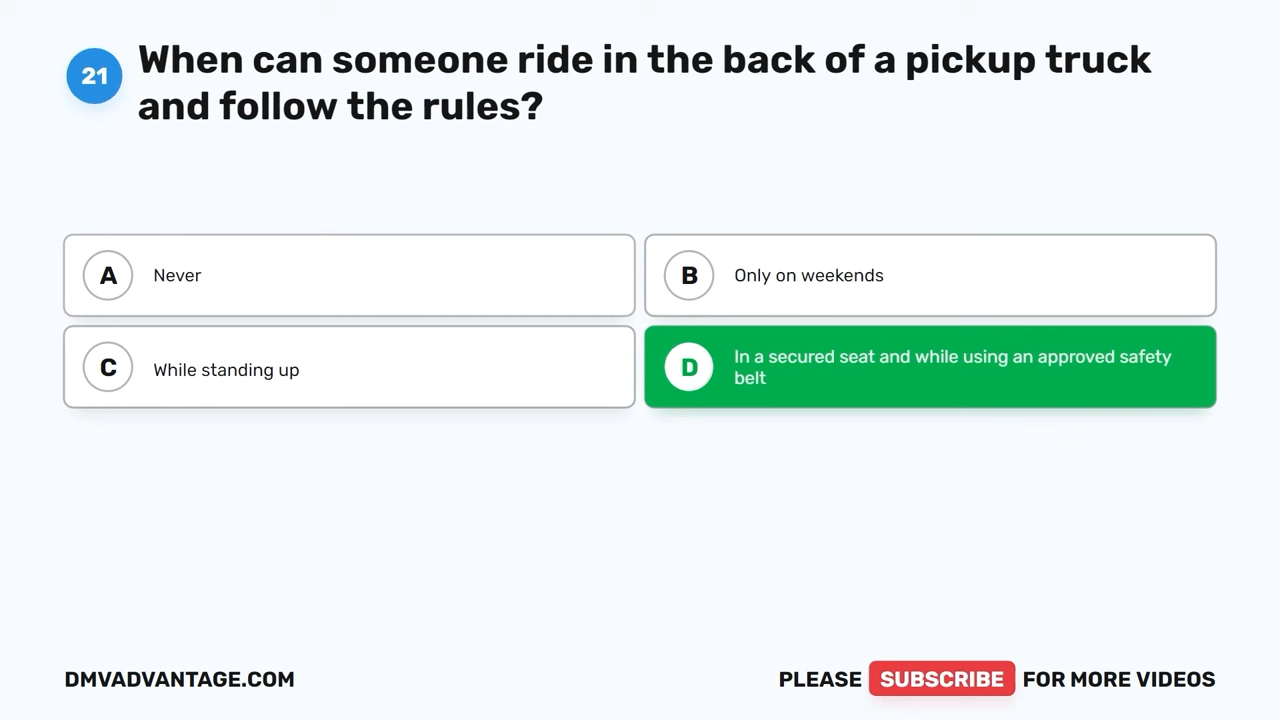 21
When can someone ride in the back of a pickup truck
and follow the rules?
A
Never
B
Only on weekends
C
While standing up
D
In a secured seat and while using an approved safety
belt
DMVADVANTAGE.COM
PLEASE SUBSCRIBE FOR MORE VIDEOS